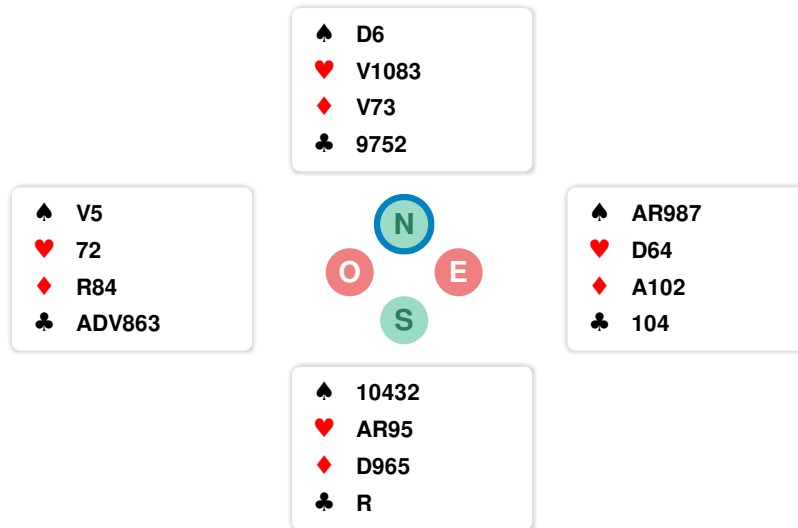 ♠ D6
♥ V1083
♦ V73
♣ 9752
♠ V5
♥ 72
♦ R84
♣ ADV863
N
O E
S
♠ AR987
♥ D64
♦ A102
♣ 104
♠ 10432
♥ AR95
♦ D965
♣ R